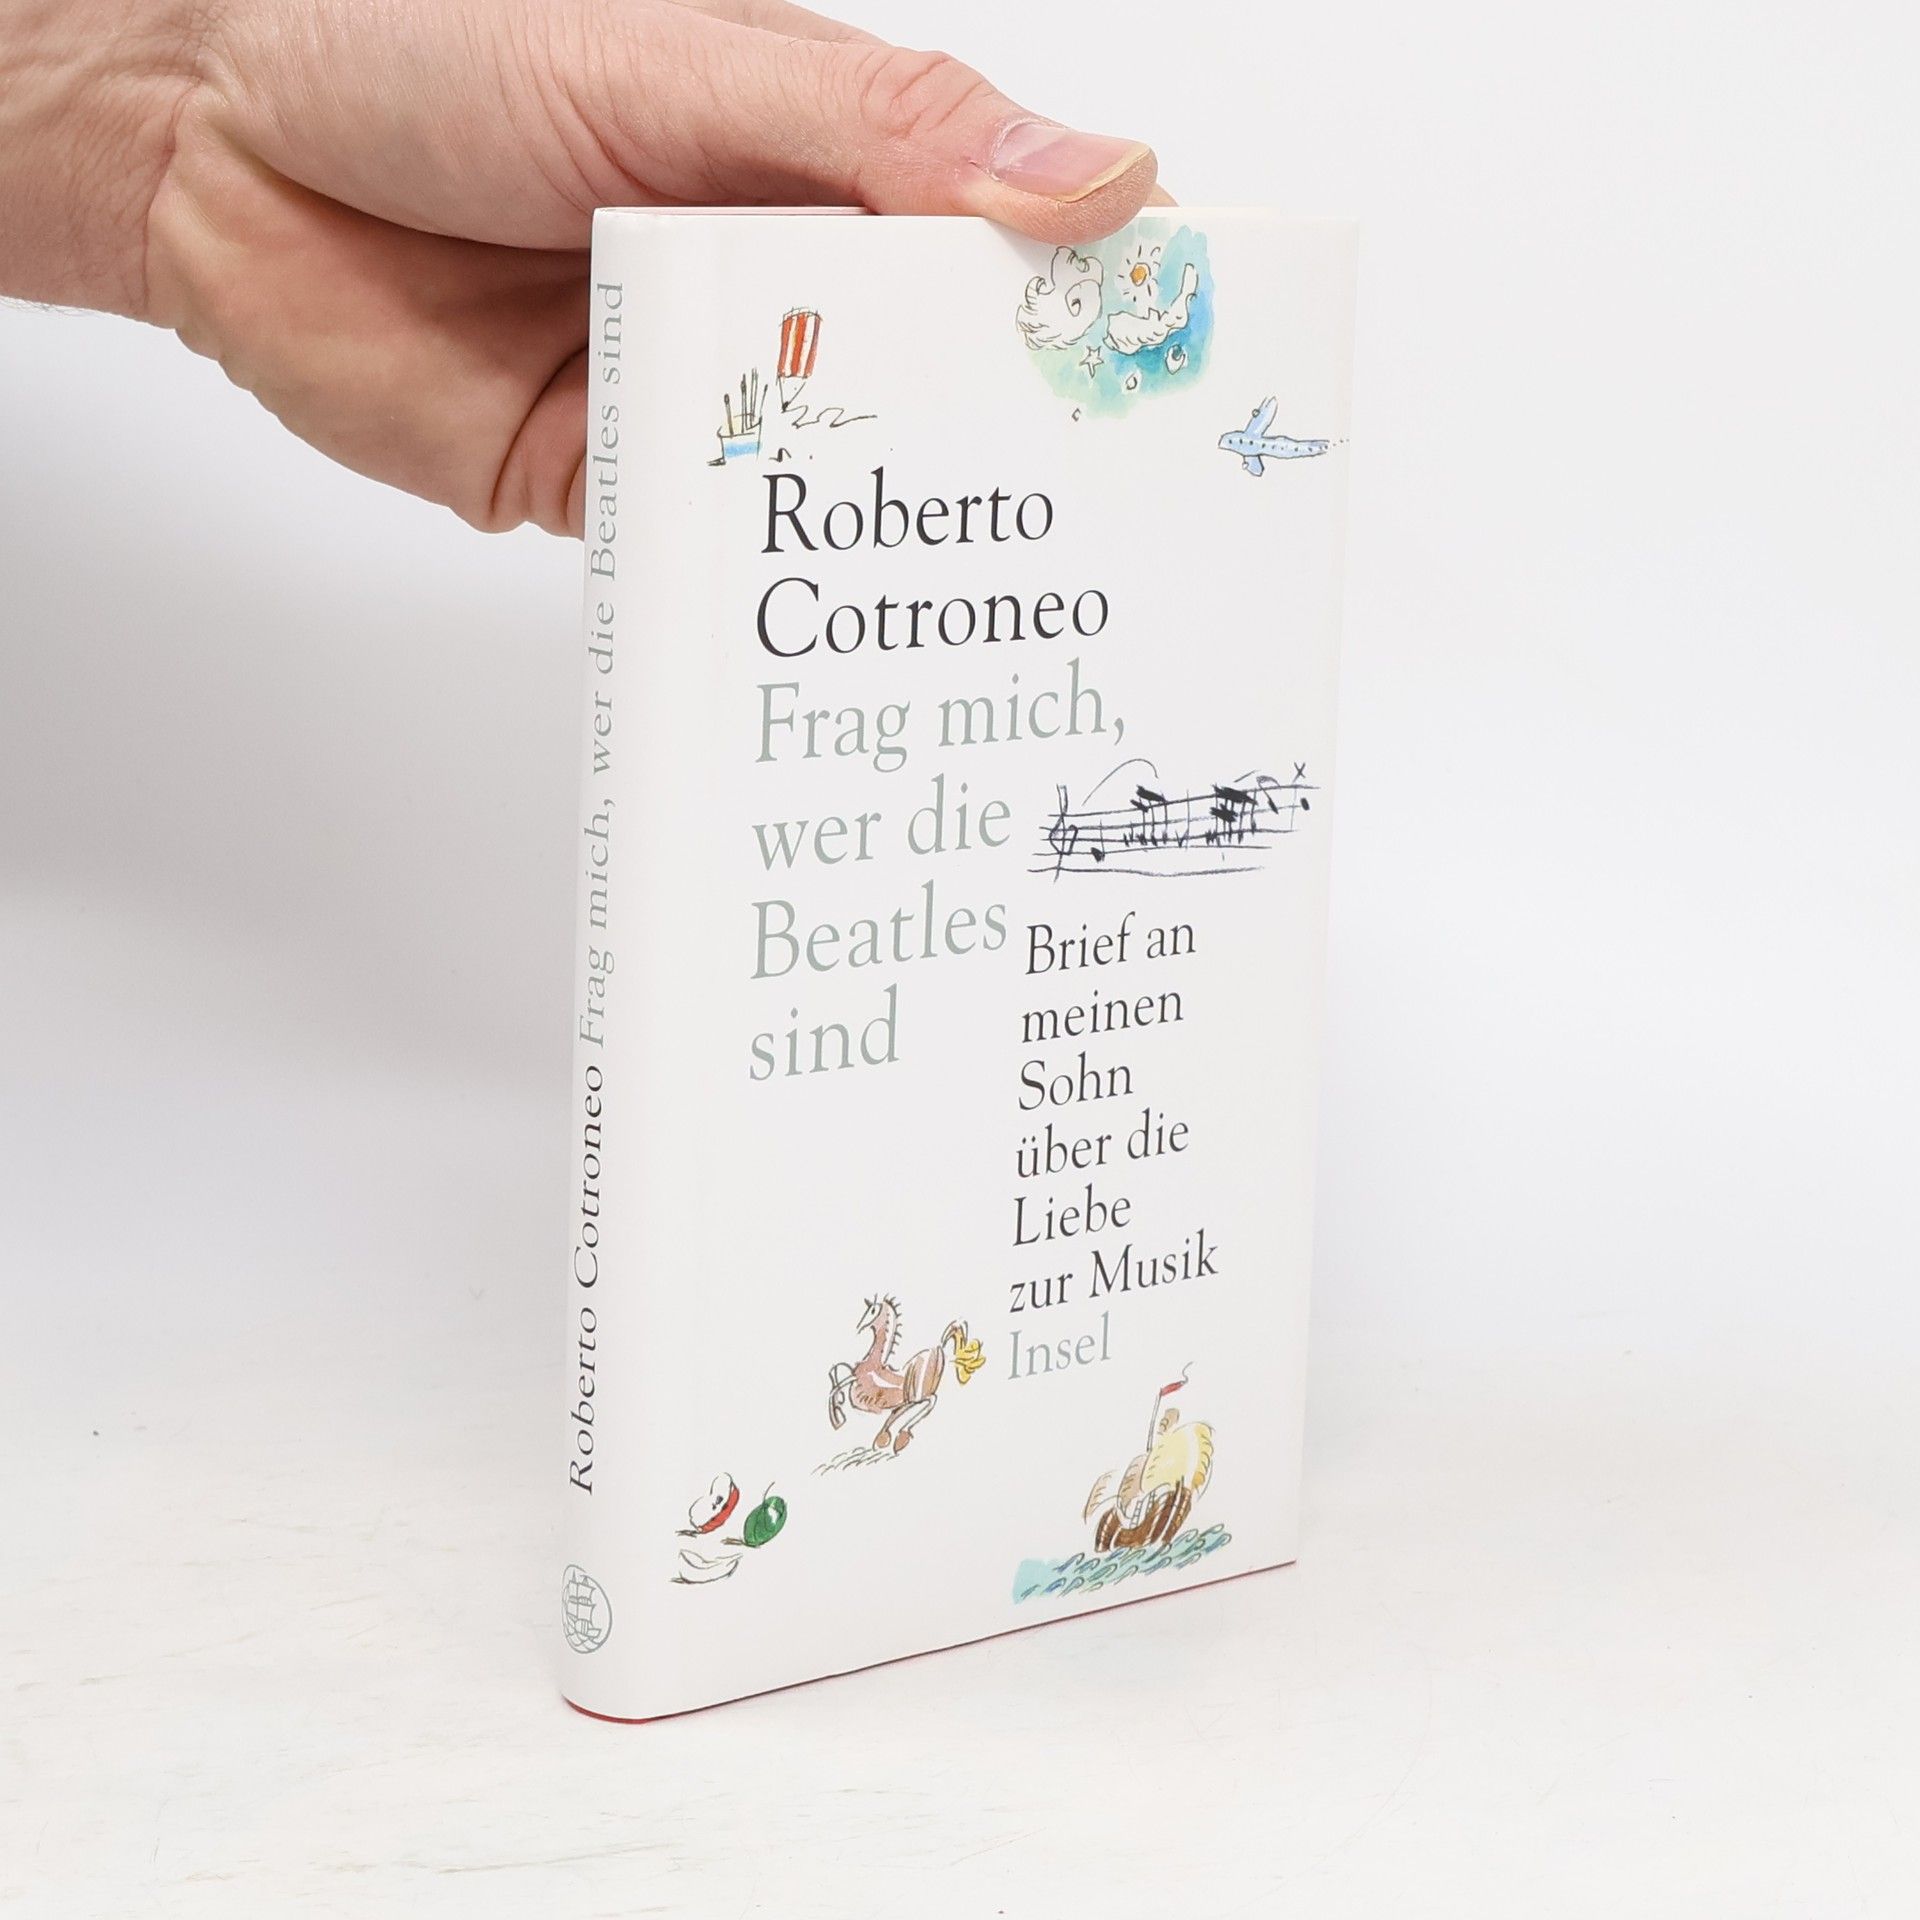 Roberto Cotroneo Frag mich, wer die Beatles sind
Roberto
Cotroneo
Frag mich,
wer die
Beatles
sind
Brief an
meinen
Sohn
über die
Liebe
zur Musik
Insel